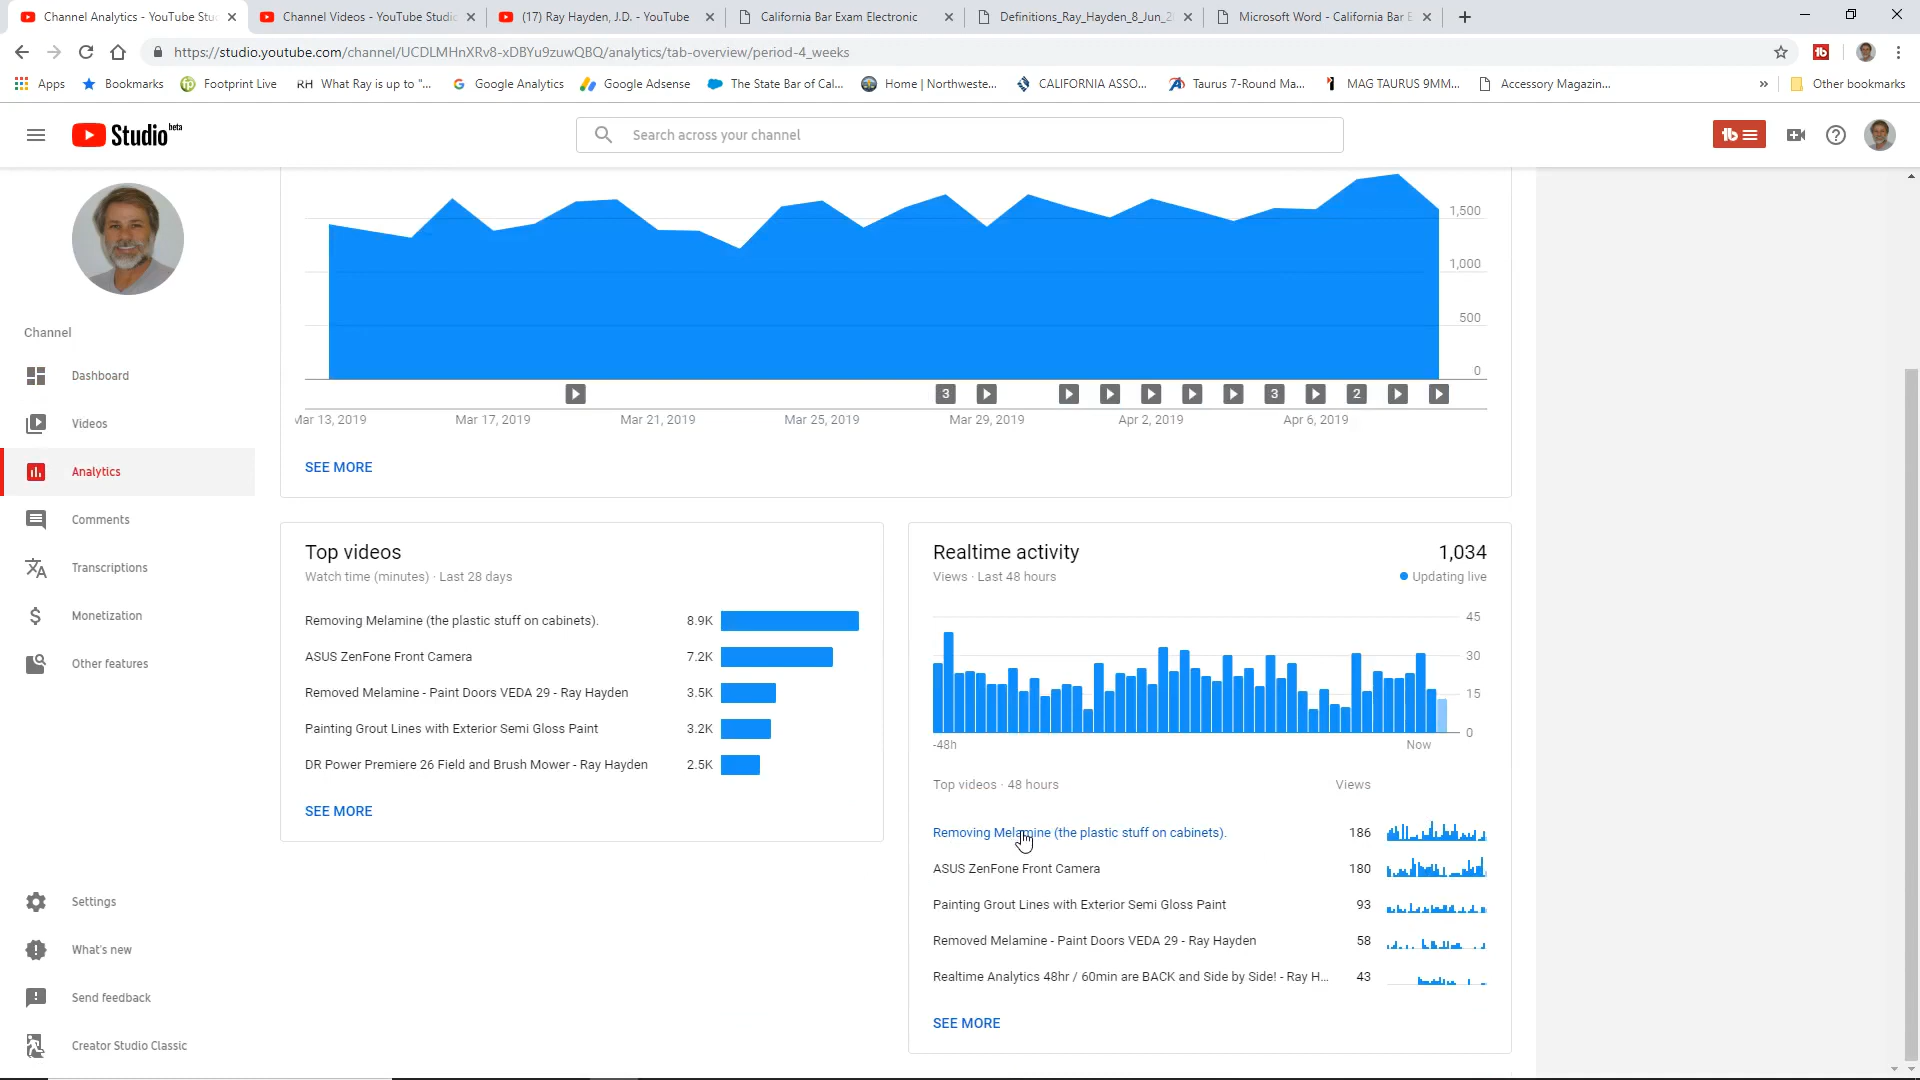 Channel Analytics - YouTube Stu
Channel Videos - YouTube Studio
(17) Ray Hayden, J.D. - YouTube
California Bar Exam Electronic
Definitions_Ray_Hayden_8_Jun_2
Microsoft Word - California Bar E
https://studio.youtube.com/channel/UCDLMHnXRv8-xDBYu9zuwQBQ/analytics/tab-overview/period-4_weeks
Apps
Bookmarks
Footprint Live
RH What Ray is up to "...
Google Analytics
Google Adsense
The State Bar of Cal...
Home | Northweste...
CALIFORNIA ASSO...
Taurus 7-Round Ma...
MAG TAURUS 9MM...
Accessory Magazin...
»
Other bookmarks
Studio beta
Search across your channel
Channel
Dashboard
Videos
Analytics
Comments
Transcriptions
Monetization
Other features
Settings
What's new
Send feedback
Creator Studio Classic
1,500
1,000
500
0
3
3
2
Mar 13, 2019
Mar 17, 2019
Mar 21, 2019
Mar 25, 2019
Mar 29, 2019
Apr 2, 2019
Apr 6, 2019
SEE MORE
Top videos
Watch time (minutes) · Last 28 days
Removing Melamine (the plastic stuff on cabinets). 8.9K
ASUS ZenFone Front Camera 7.2K
Removed Melamine - Paint Doors VEDA 29 - Ray Hayden 3.5K
Painting Grout Lines with Exterior Semi Gloss Paint 3.2K
DR Power Premiere 26 Field and Brush Mower - Ray Hayden 2.5K
SEE MORE
Realtime activity 1,034
Views · Last 48 hours Updating live
45
30
15
0
-48h Now
Top videos · 48 hours Views
Removing Melamine (the plastic stuff on cabinets). 186
ASUS ZenFone Front Camera 180
Painting Grout Lines with Exterior Semi Gloss Paint 93
Removed Melamine - Paint Doors VEDA 29 - Ray Hayden 58
Realtime Analytics 48hr / 60min are BACK and Side by Side! - Ray H... 43
SEE MORE